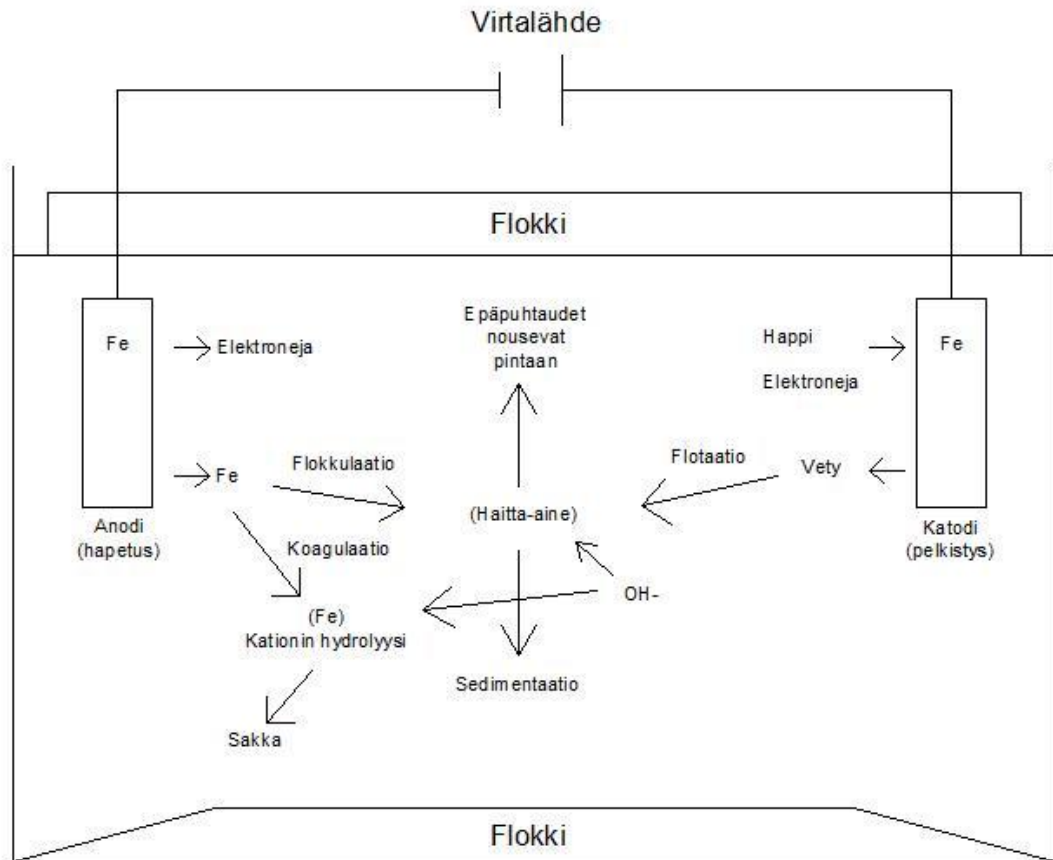 Virtalähde
Flokki
Fe
Elektroneja
Epäpuhtaudet
nousevat
pintaan
Happi
Elektroneja
Fe
Fe
Flokkulaatio
(Haitta-aine)
Flotaatio
Vety
Anodi
(hapetus)
Koagulaatio
Katodi
(pelkistys)
OH-
(Fe)
Kationin hydrolyysi
Sedimentaatio
Sakka
Flokki